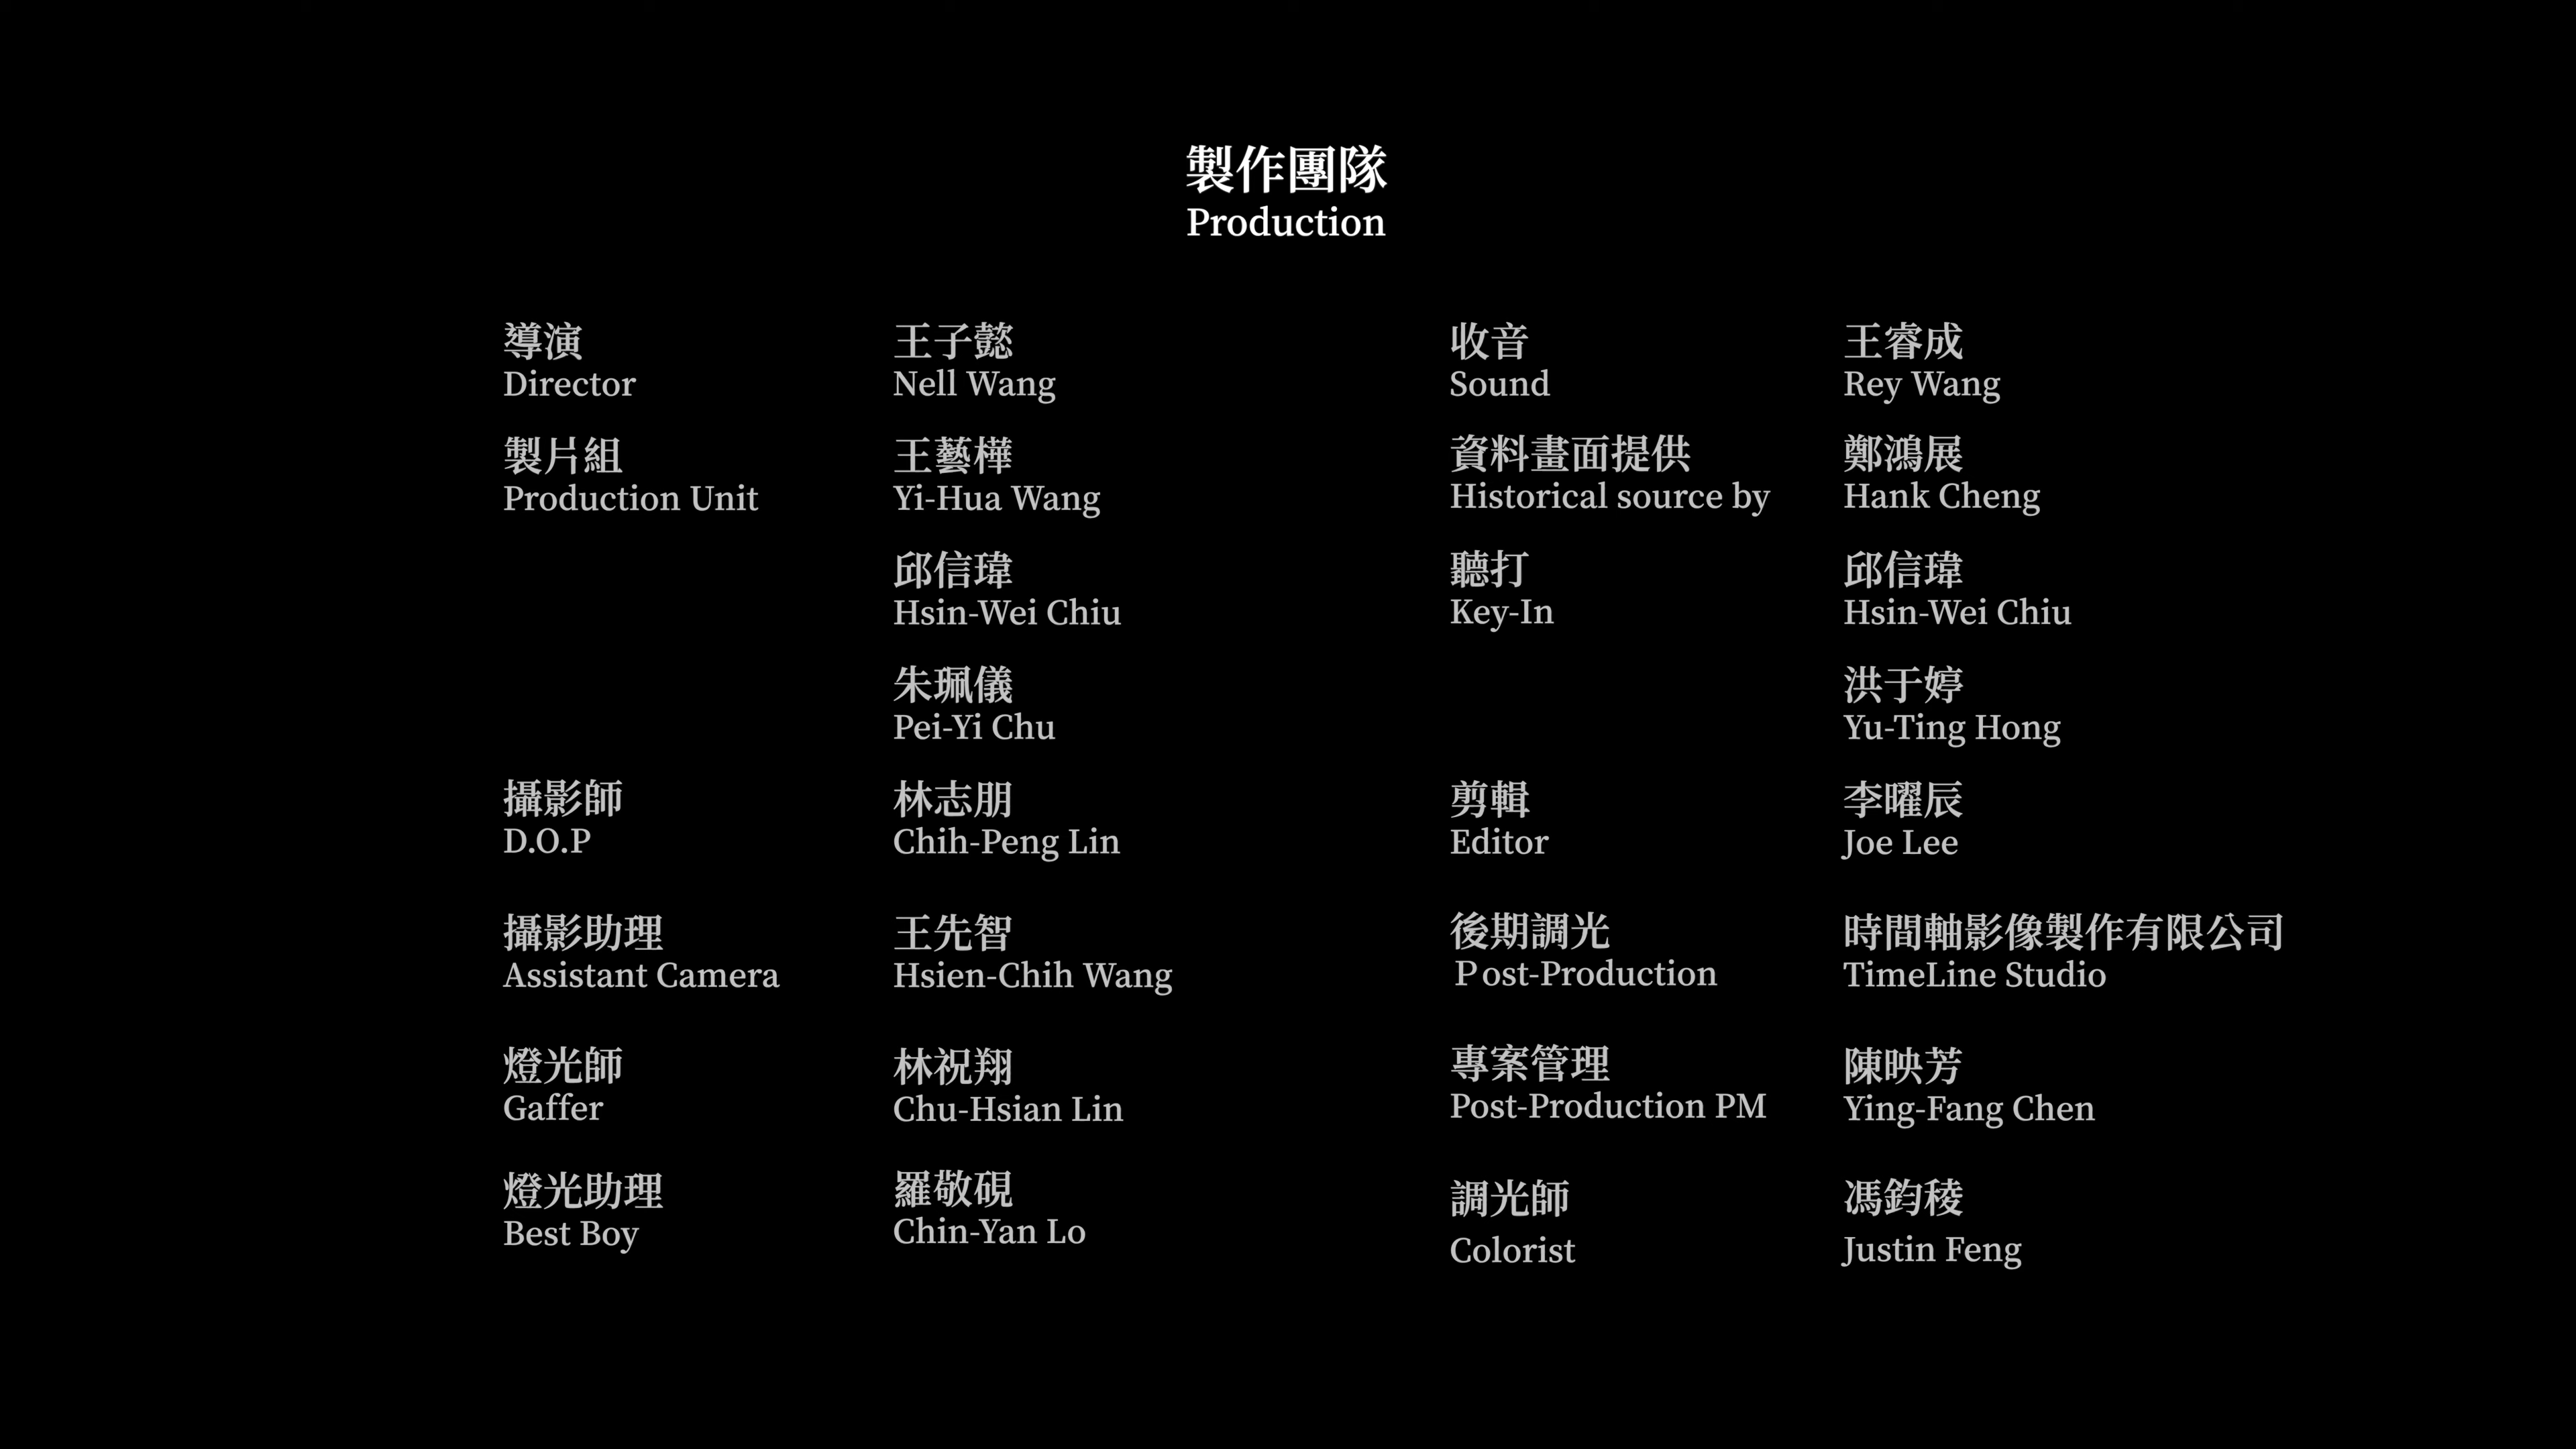 製作團隊
Production
導演
Director
王子懿
Nell Wang
製片組
Production Unit
王藝樺
Yi-Hua Wang
邱信瑋
Hsin-Wei Chiu
朱珮儀
Pei-Yi Chu
攝影師
D.O.P
林志朋
Chih-Peng Lin
攝影助理
Assistant Camera
王先智
Hsien-Chih Wang
燈光師
Gaffer
林祝翔
Chu-Hsian Lin
燈光助理
Best Boy
羅敬硯
Chin-Yan Lo
收音
Sound
王睿成
Rey Wang
資料畫面提供
Historical source by
鄭鴻展
Hank Cheng
聽打
Key-In
邱信瑋
Hsin-Wei Chiu
洪于婷
Yu-Ting Hong
剪輯
Editor
李曜辰
Joe Lee
後期調光
Post-Production
時間軸影像製作有限公司
TimeLine Studio
專案管理
Post-Production PM
陳映芳
Ying-Fang Chen
調光師
Colorist
馮鈞稜
Justin Feng